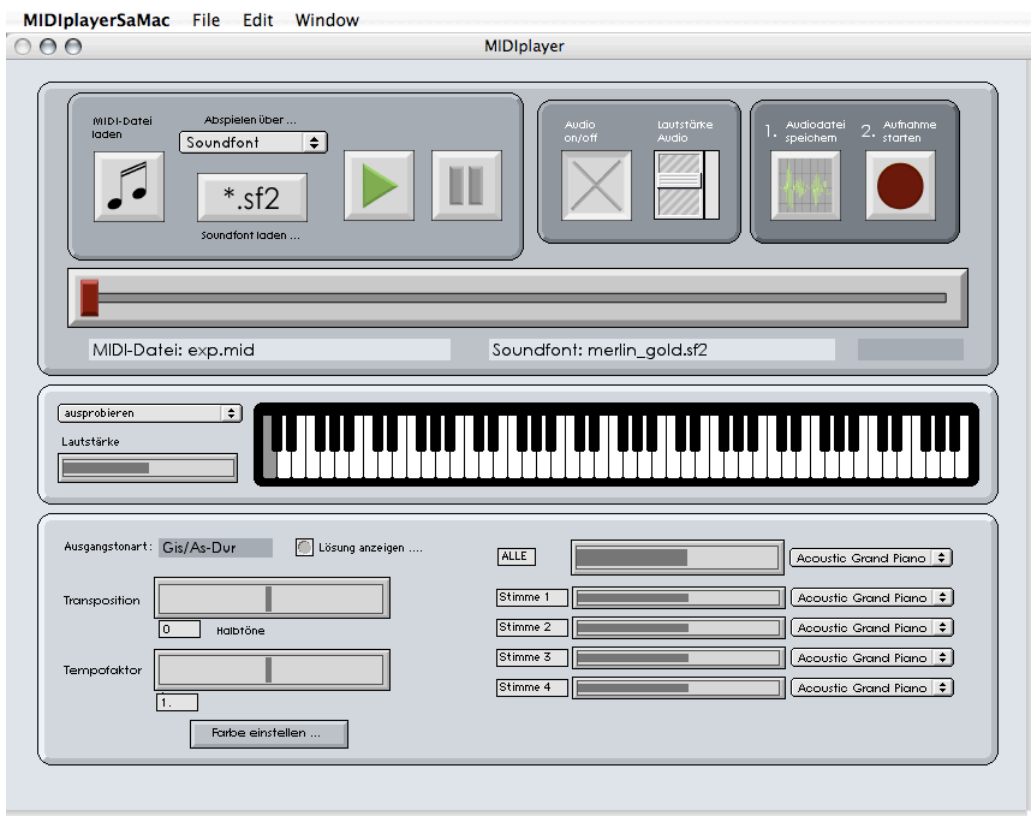 MIDIplayerSaMac File Edit Window
MIDIplayer
MIDI-Datei
laden
Abspielen über ...
Soundfont
*.sf2
Soundfont laden ...
Audio
on/off
Lautstärke
Audio
1. Audiodatei
speichern
2. Aufnahme
starten
MIDI-Datei: exp.mid
Soundfont: merlin_gold.sf2
ausprobieren
Lautstärke
Ausgangstonart: Gis/As-Dur
Lösung anzeigen ....
Transposition
0 Halbtöne
Tempofaktor
1.
Farbe einstellen ...
ALLE Acoustic Grand Piano
Stimme 1 Acoustic Grand Piano
Stimme 2 Acoustic Grand Piano
Stimme 3 Acoustic Grand Piano
Stimme 4 Acoustic Grand Piano